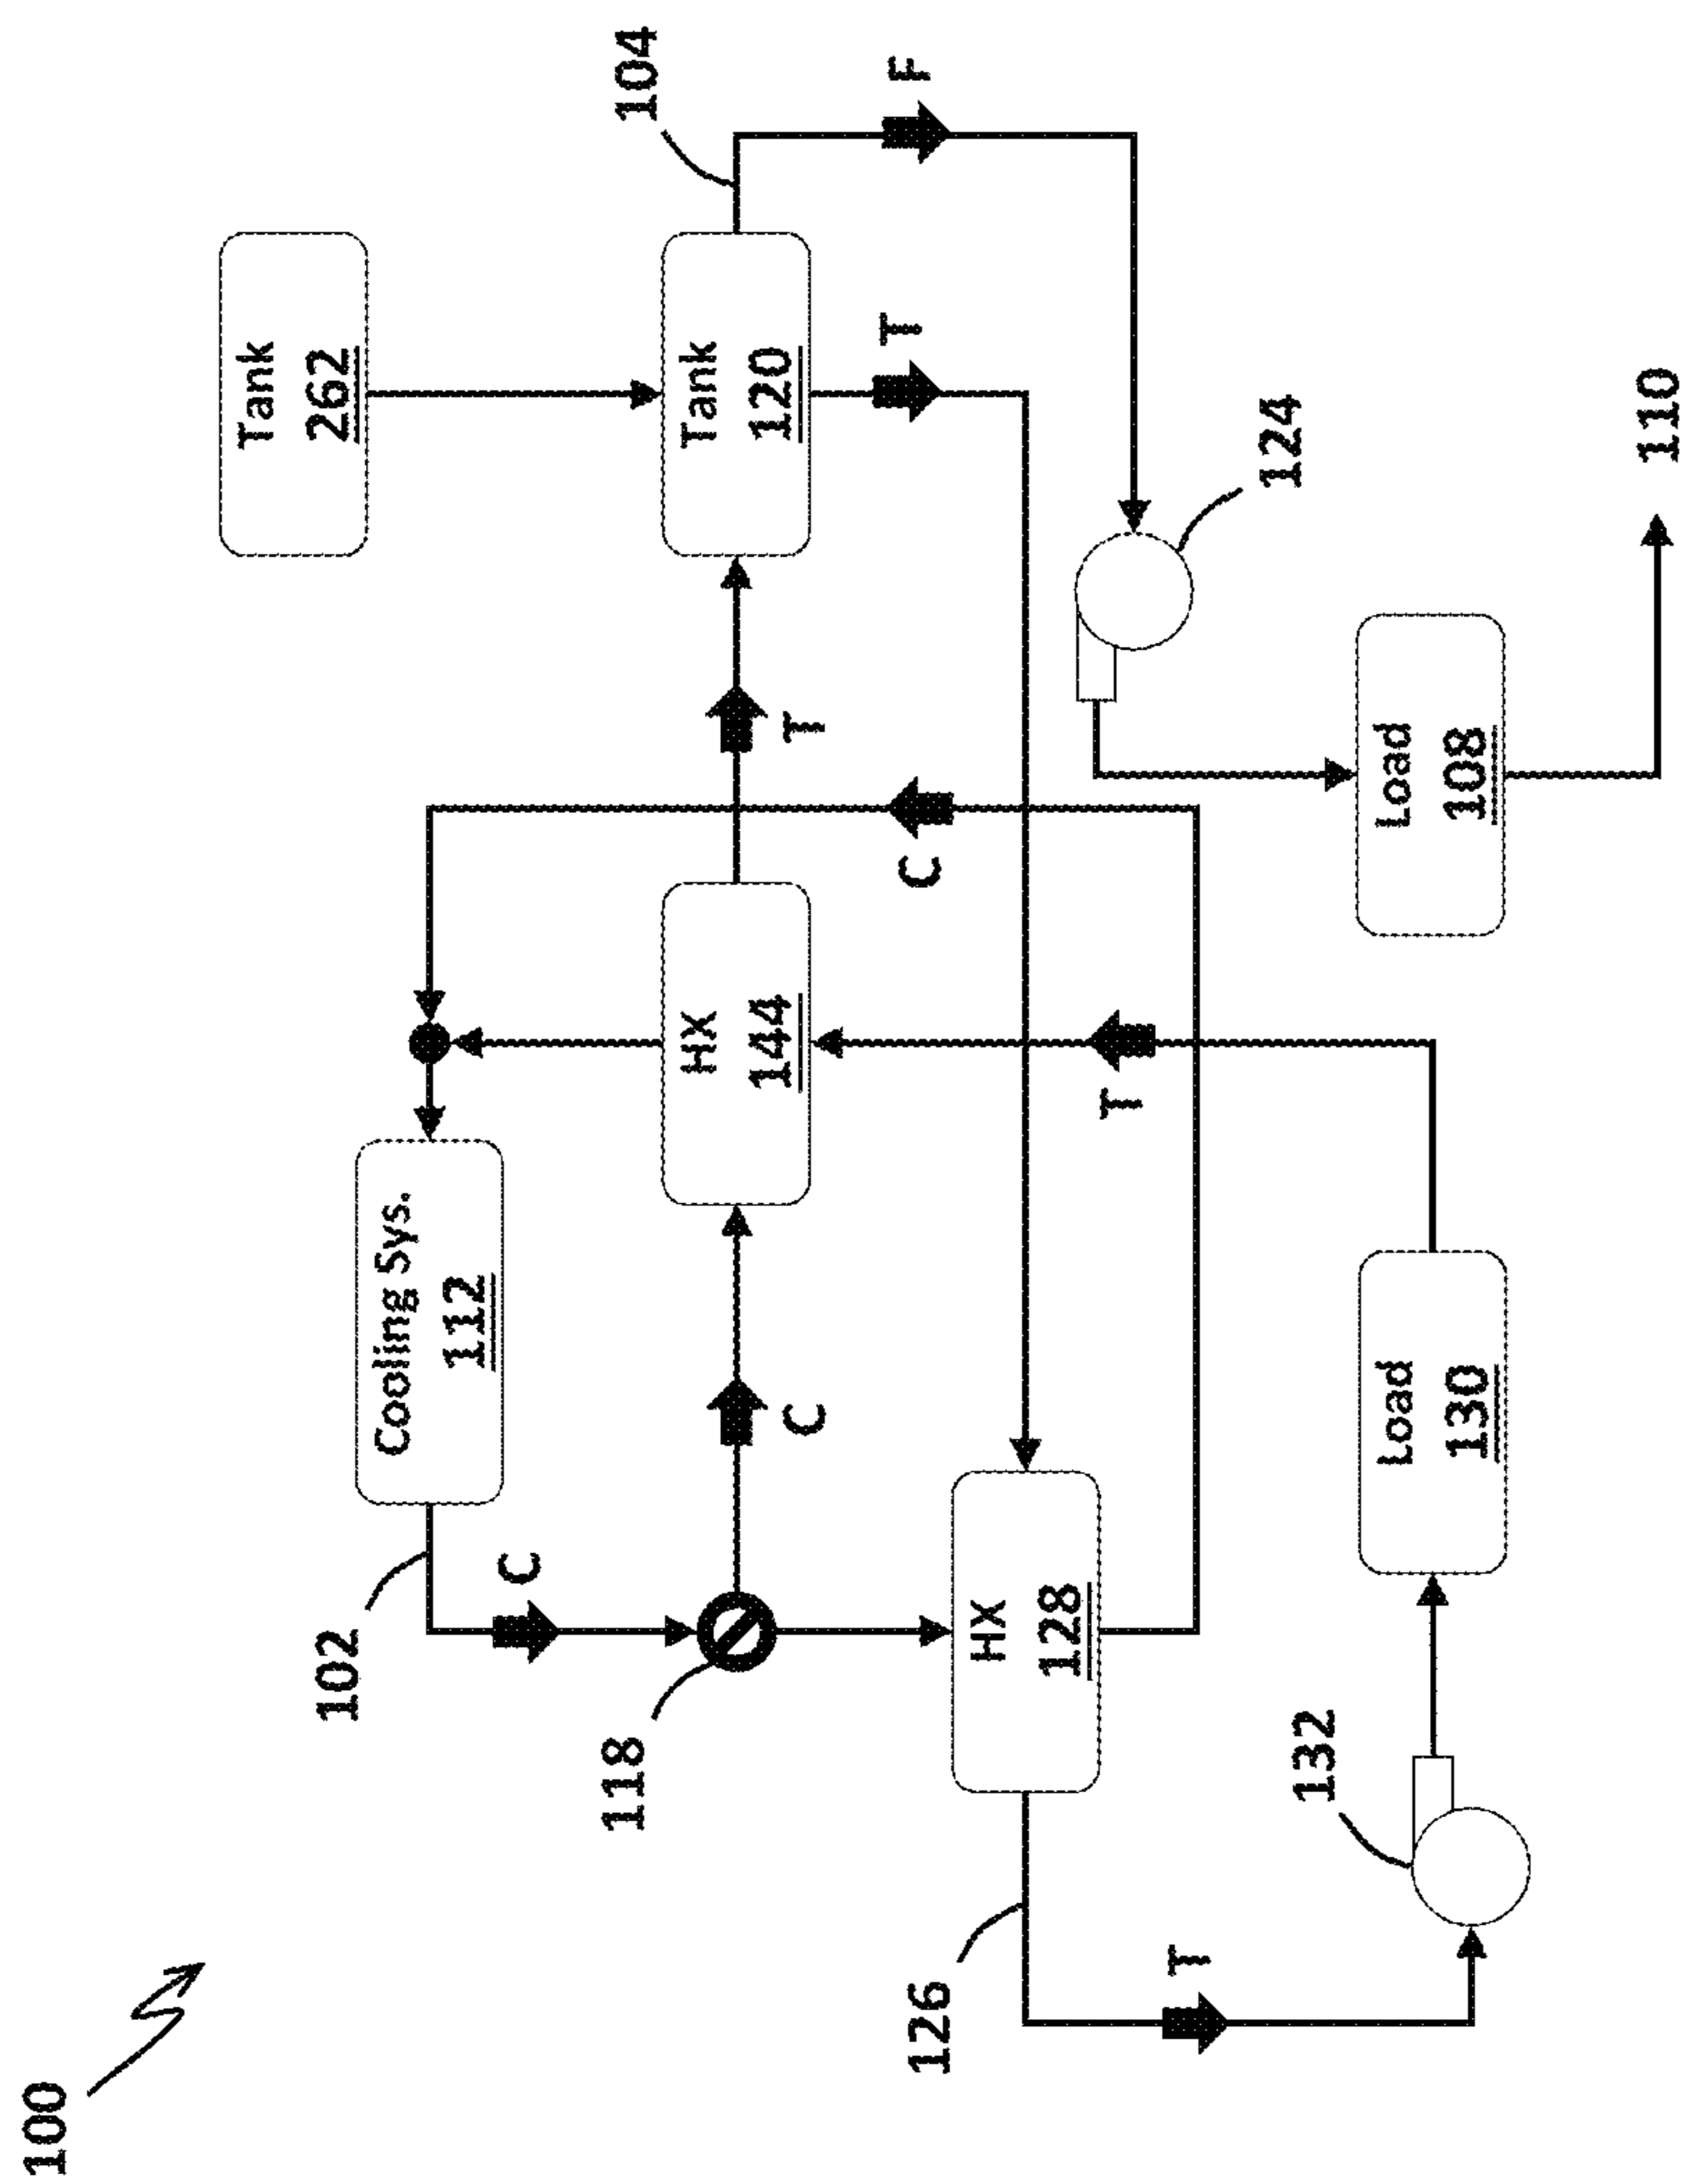 100
Tank
262
102
Cooling Sys.
112
C
118
104
HX
144
Tank
120
C
T
T
F
C
126
HX
128
T
T
124
132
Load
130
Load
108
110